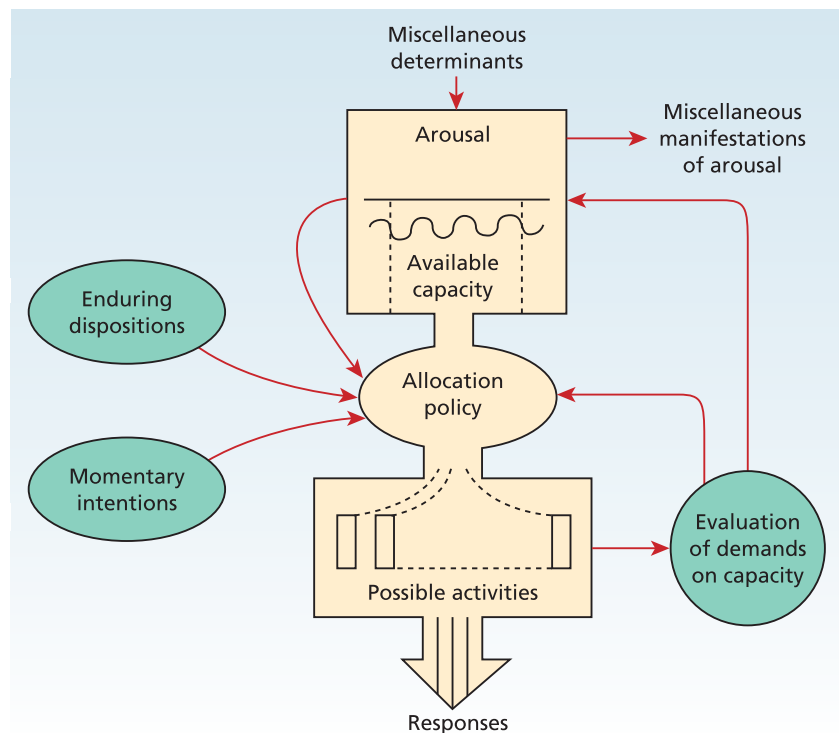 Miscellaneous
determinants
Arousal
Miscellaneous
manifestations
of arousal
Available
capacity
Enduring
dispositions
Allocation
policy
Momentary
intentions
Evaluation
of demands
on capacity
Possible activities
Responses